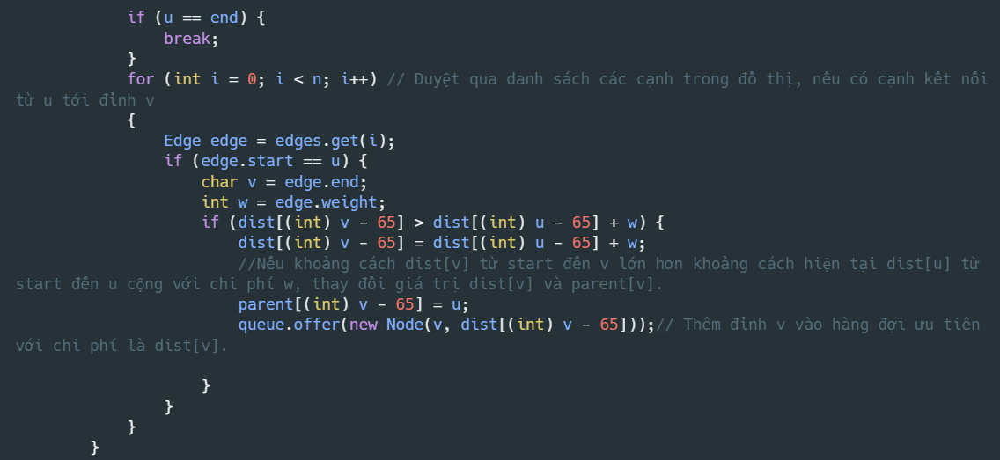 if (u == end) {
break;
}
for (int i = 0; i < n; i++) // Duyệt qua danh sách các cạnh trong đồ thị, nếu có cạnh kết nối
từ u tới đỉnh v
{
Edge edge = edges.get(i);
if (edge.start == u) {
char v = edge.end;
int w = edge.weight;
if (dist[(int) v - 65] > dist[(int) u - 65] + w) {
dist[(int) v - 65] = dist[(int) u - 65] + w;
//Nếu khoảng cách dist[v] từ start đến v lớn hơn khoảng cách hiện tại dist[u] từ
start đến u cộng với chi phí w, thay đổi giá trị dist[v] và parent[v].
parent[(int) v - 65] = u;
queue.offer(new Node(v, dist[(int) v - 65]));// Thêm đỉnh v vào hàng đợi ưu tiên
với chi phí là dist[v].
}
}
}
}